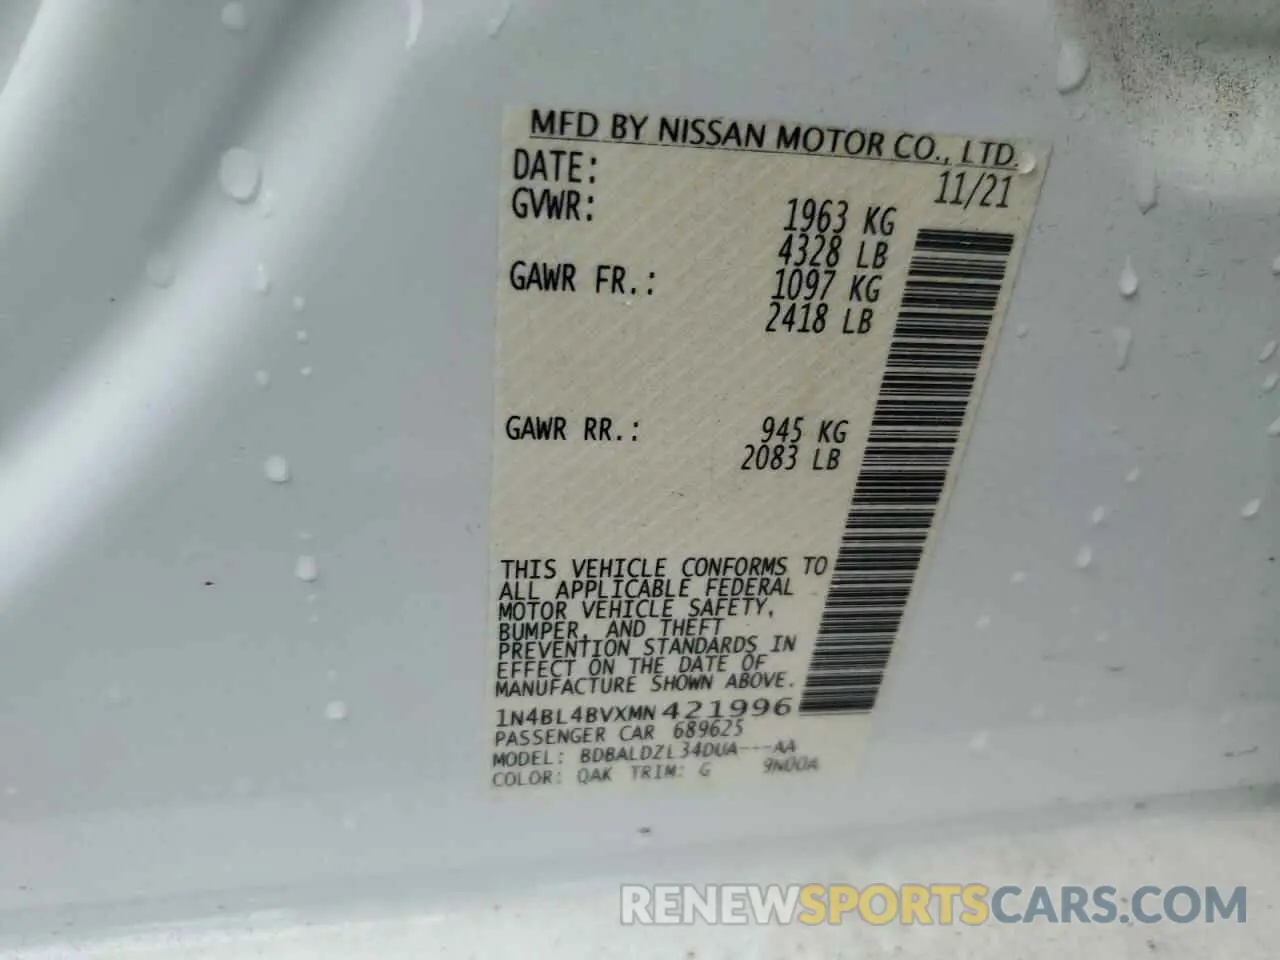 MFD BY NISSAN MOTOR CO., LTD.
DATE: 11/21
GVWR: 1963 KG
4328 LB
GAWR FR.: 1097 KG
2418 LB
GAWR RR.: 945 KG
2083 LB
THIS VEHICLE CONFORMS TO
ALL APPLICABLE FEDERAL
MOTOR VEHICLE SAFETY,
BUMPER, AND THEFT
PREVENTION STANDARDS IN
EFFECT ON THE DATE OF
MANUFACTURE SHOWN ABOVE.
1N4BL4BVXMN421996
PASSENGER CAR 689625
MODEL: BDBALDZL34DUA---AA
COLOR: QAK TRIM: G 9N00A
RENEWSPORTSCARS.COM